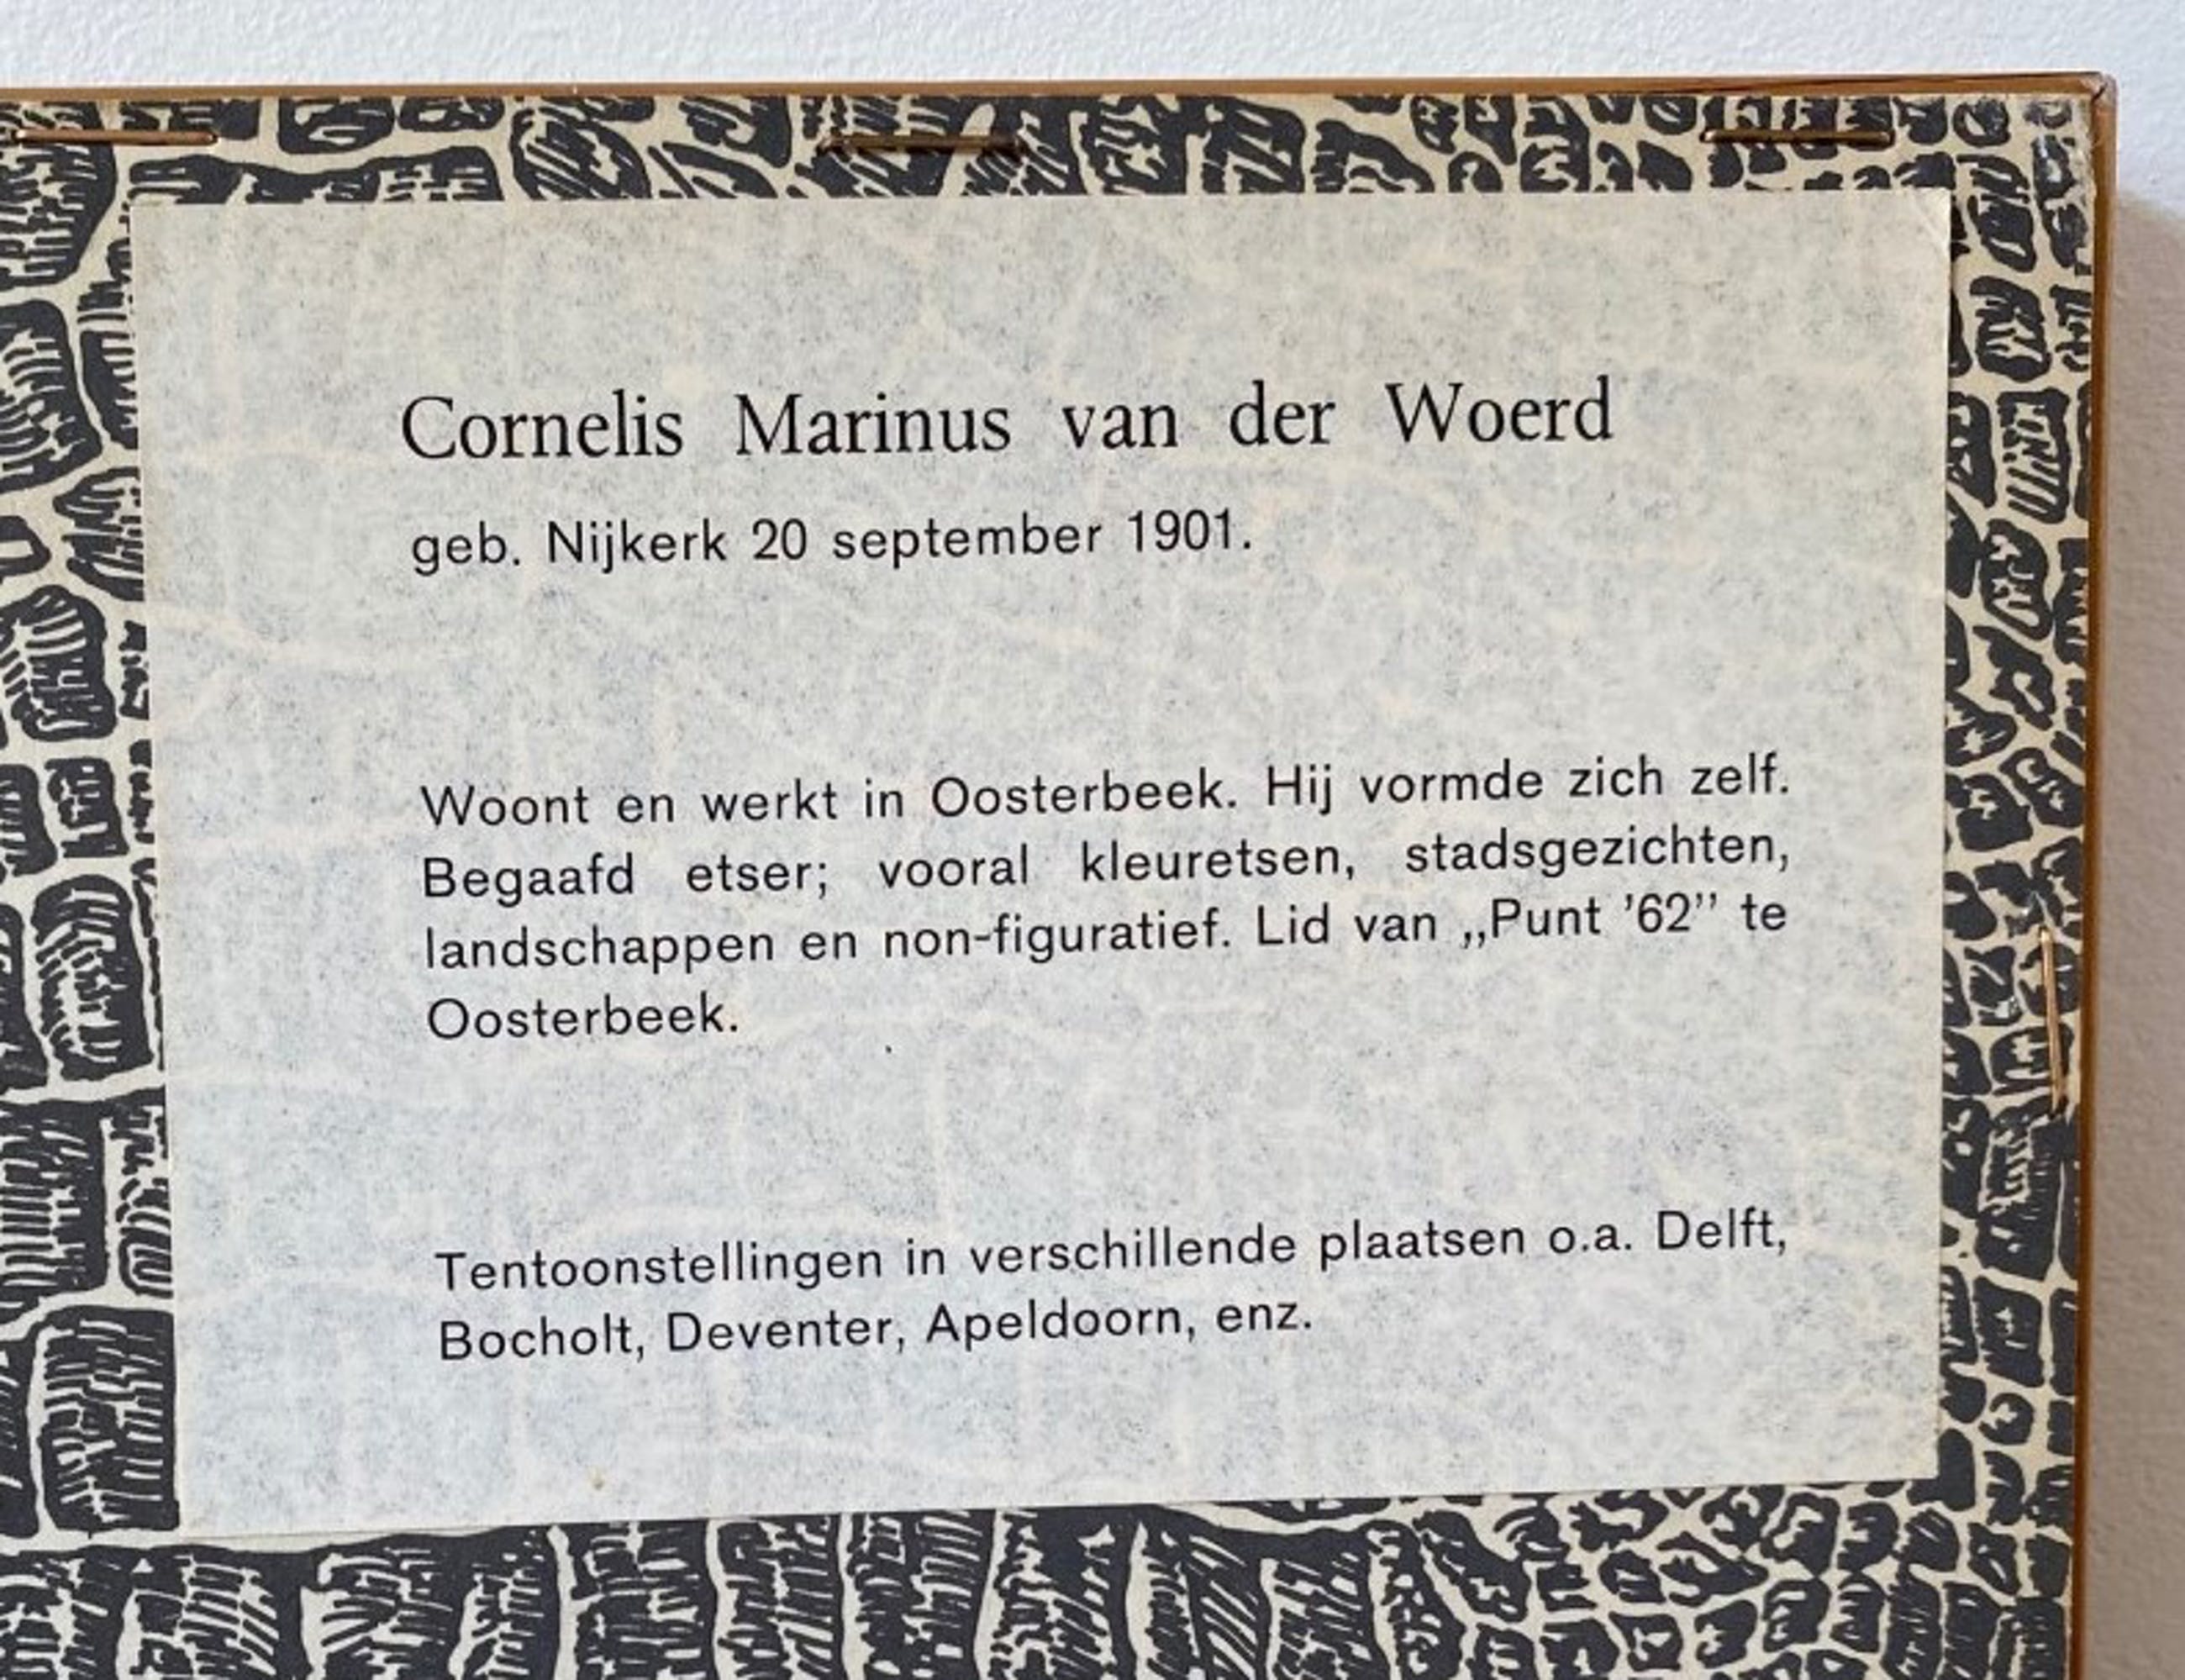 Cornelis Marinus van der Woerd
geb. Nijkerk 20 september 1901.
Woont en werkt in Oosterbeek. Hij vormde zich zelf.
Begaafd etser; vooral kleuretsen, stadsgezichten,
landschappen en non-figuratief. Lid van „Punt ’62” te
Oosterbeek.
Tentoonstellingen in verschillende plaatsen o.a. Delft,
Bocholt, Deventer, Apeldoorn, enz.